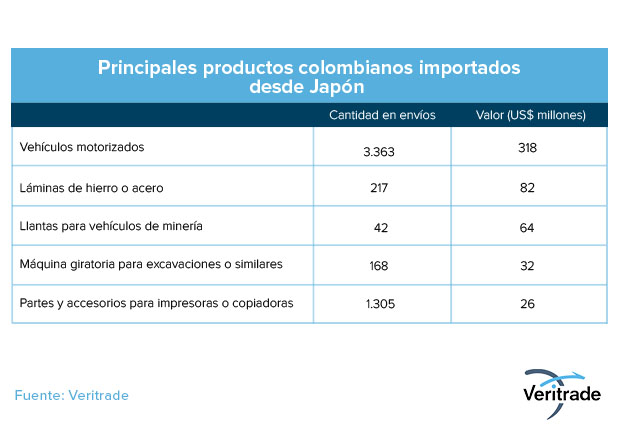 Principales productos colombianos importados
desde Japón
Cantidad en envíos Valor (US$ millones)
Vehículos motorizados 3.363 318
Láminas de hierro o acero 217 82
Llantas para vehículos de minería 42 64
Máquina giratoria para excavaciones o similares 168 32
Partes y accesorios para impresoras o copiadoras 1.305 26
Fuente: Veritrade
Veritrade